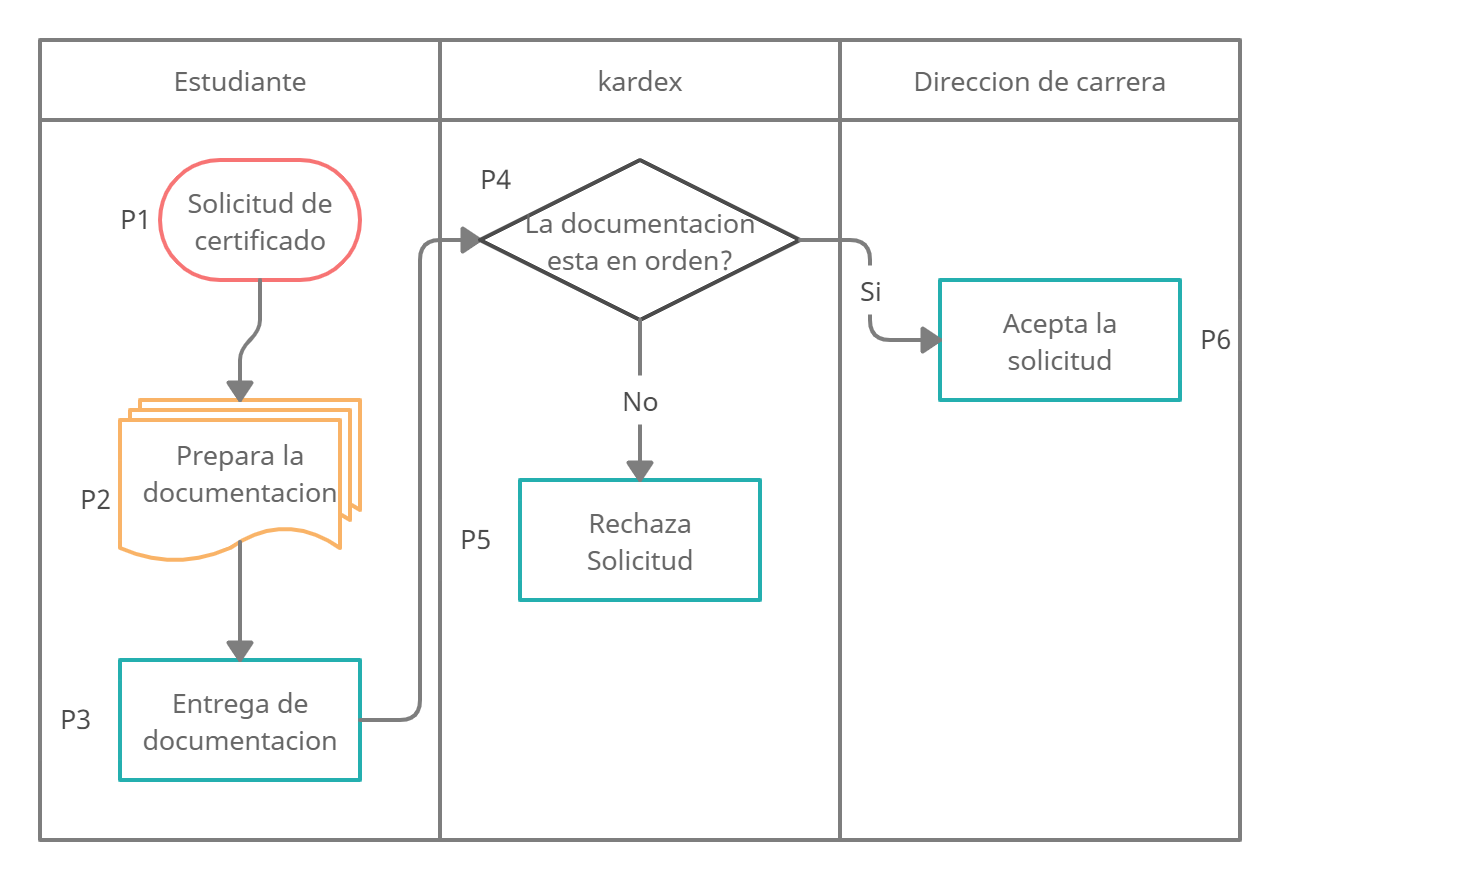 Estudiante
kardex
Direccion de carrera
P1
Solicitud de
certificado
P2
Prepara la
documentacion
P3
Entrega de
documentacion
P4
La documentacion
esta en orden?
No
Si
P5
Rechaza
Solicitud
Acepta la
solicitud
P6